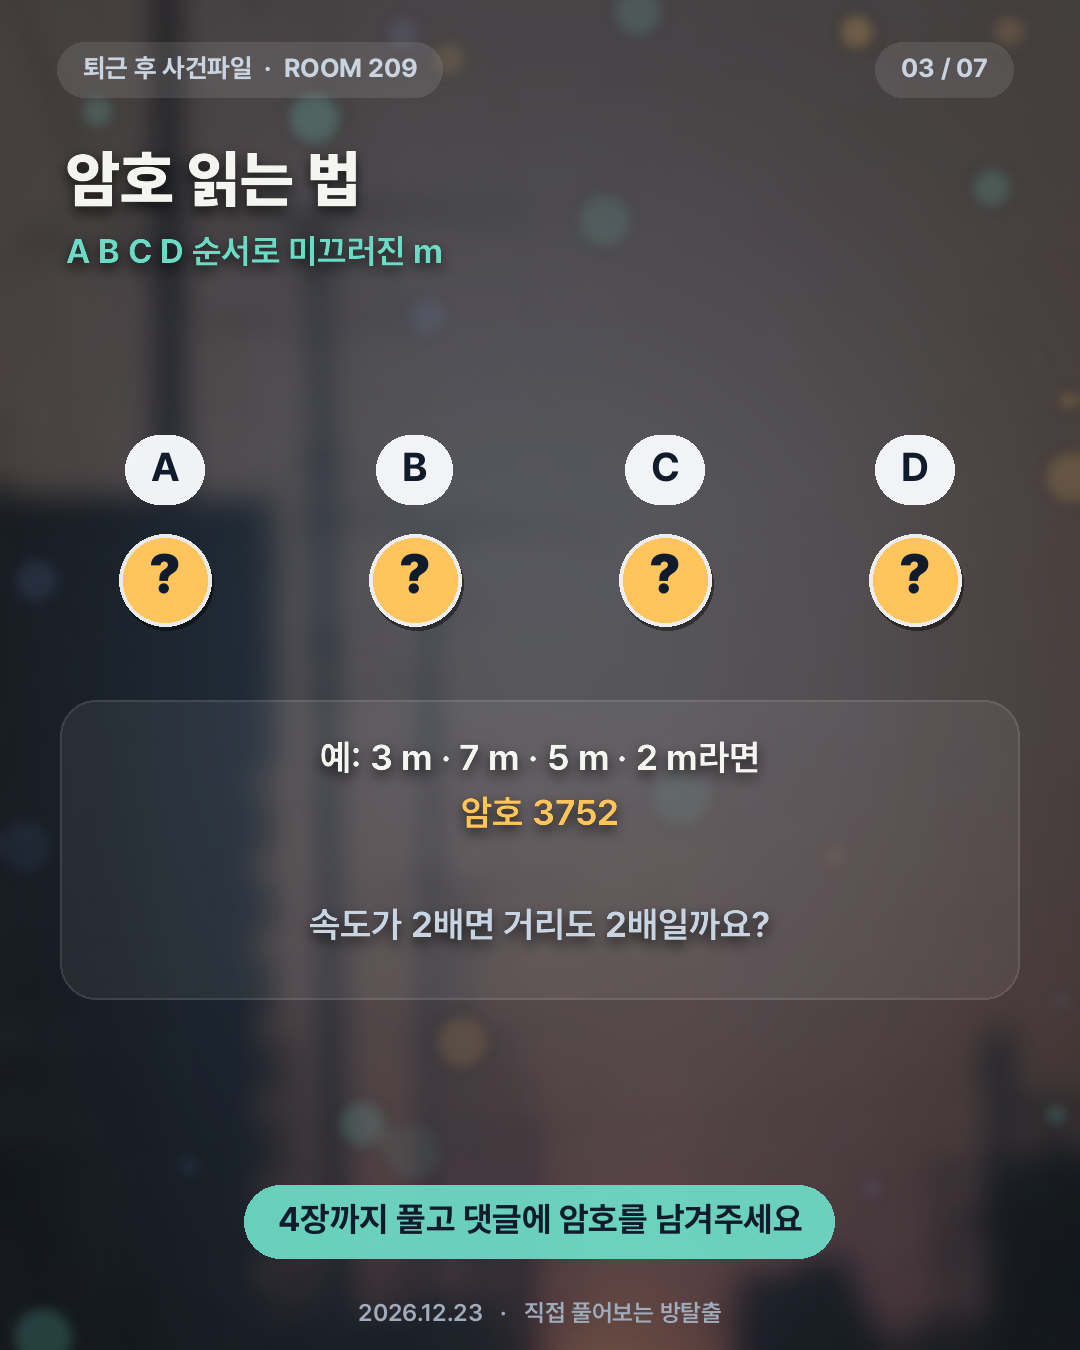 퇴근 후 사건파일 · ROOM 209
03 / 07
암호 읽는 법
A B C D 순서로 미끄러진 m
A B C D
? ? ? ?
예: 3 m · 7 m · 5 m · 2 m라면
암호 3752
속도가 2배면 거리도 2배일까요?
4장까지 풀고 댓글에 암호를 남겨주세요
2026.12.23 · 직접 풀어보는 방탈출